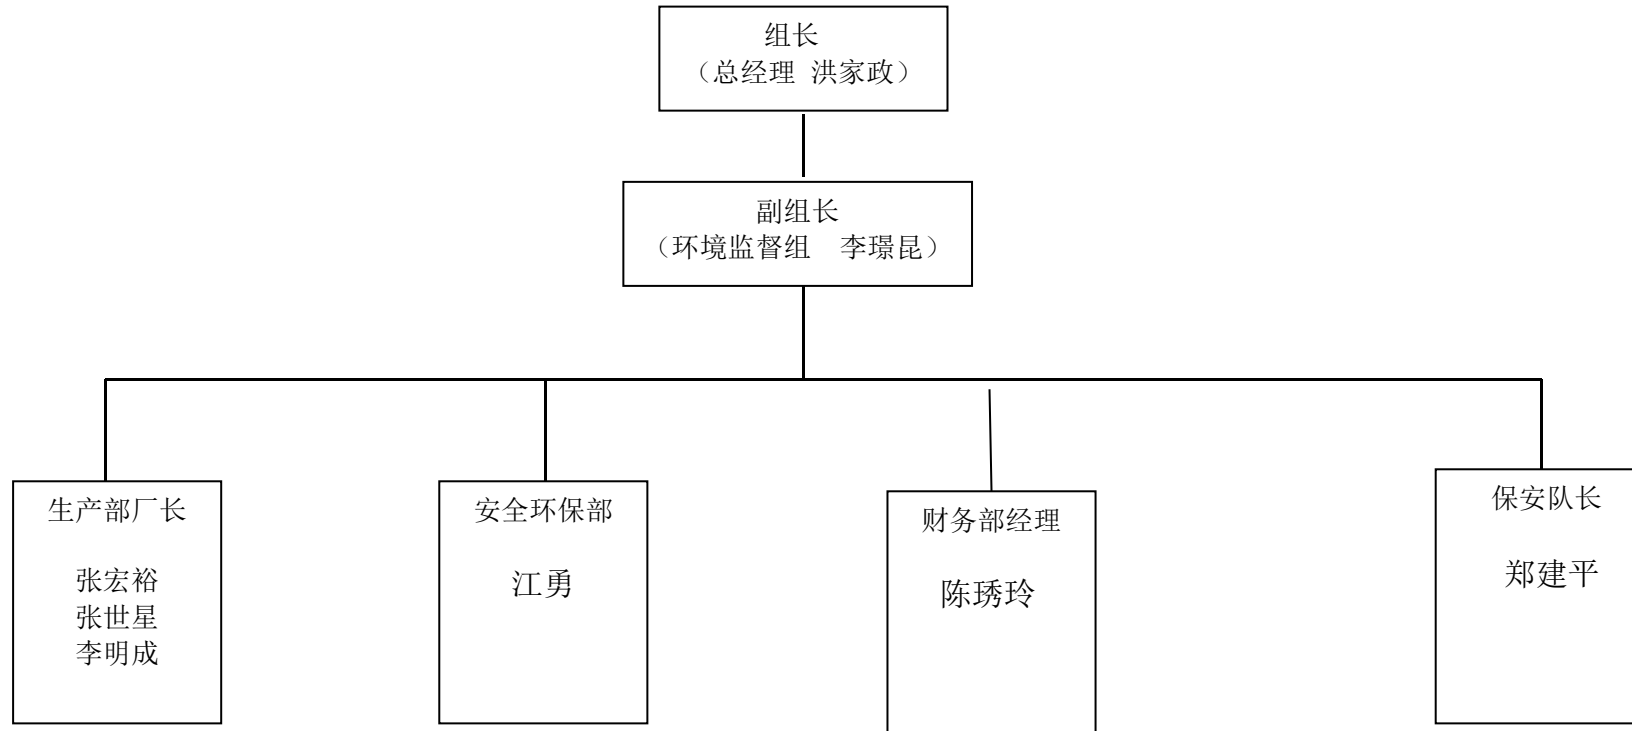 组长
（总经理 洪家政）
副组长
（环境监督组 李璟昆）
生产部厂长
张宏裕
张世星
李明成
安全环保部
江勇
财务部经理
陈琇玲
保安队长
郑建平